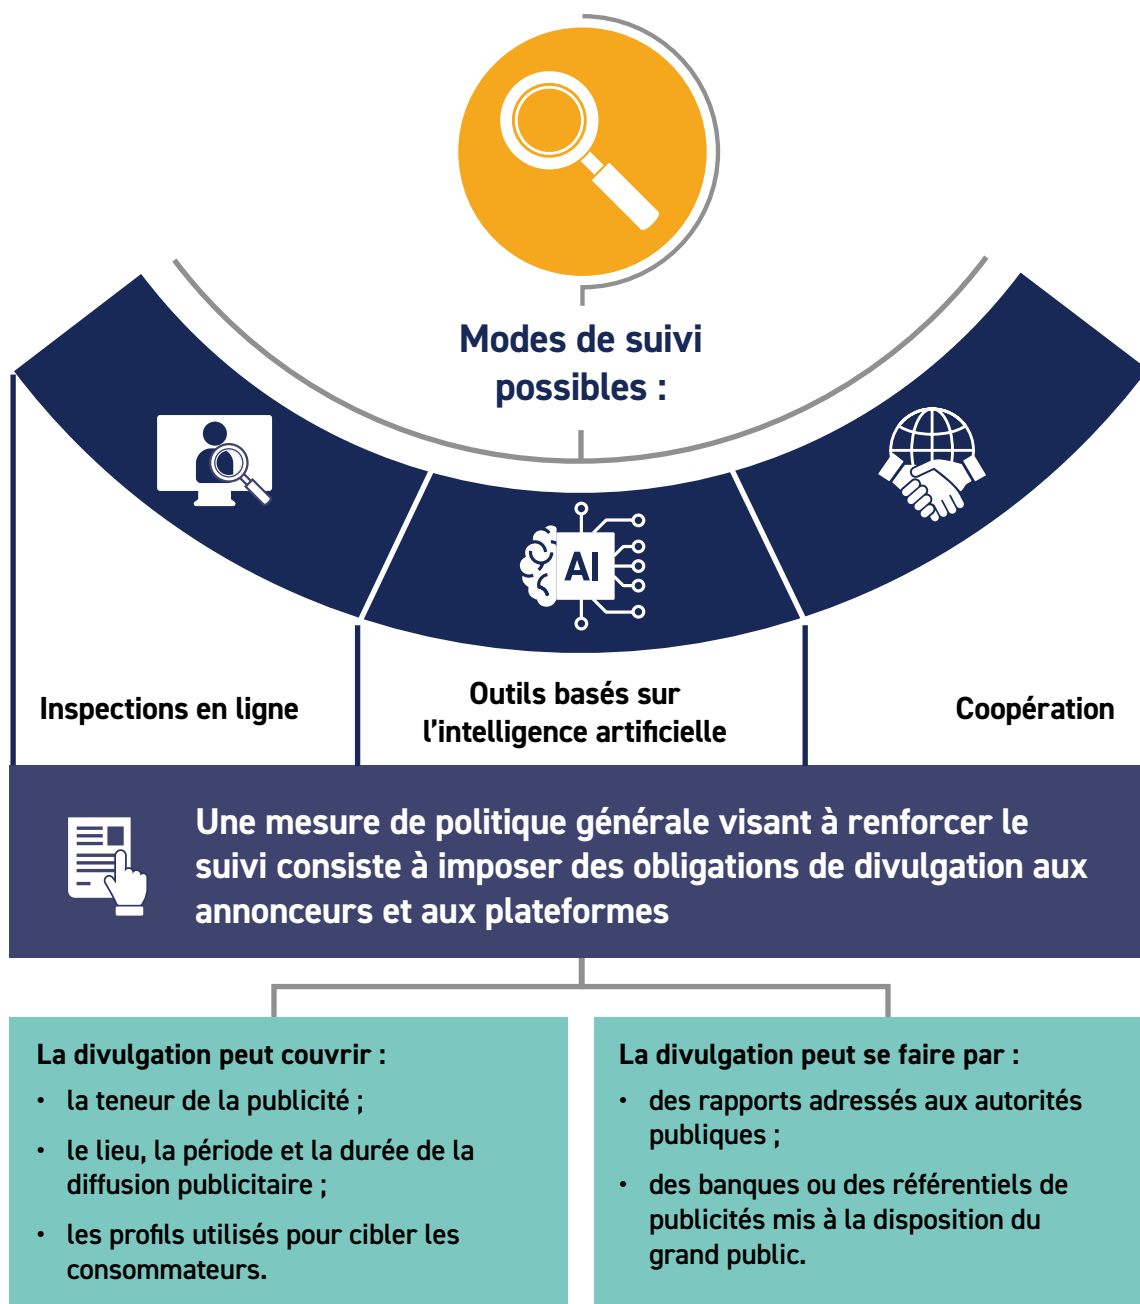 Modes de suivi
possibles :
AI
Inspections en ligne
Outils basés sur
l’intelligence artificielle
Coopération
Une mesure de politique générale visant à renforcer le
suivi consiste à imposer des obligations de divulgation aux
annonceurs et aux plateformes
La divulgation peut couvrir :
• la teneur de la publicité ;
• le lieu, la période et la durée de la
diffusion publicitaire ;
• les profils utilisés pour cibler les
consommateurs.
La divulgation peut se faire par :
• des rapports adressés aux autorités
publiques ;
• des banques ou des référentiels de
publicités mis à la disposition du
grand public.